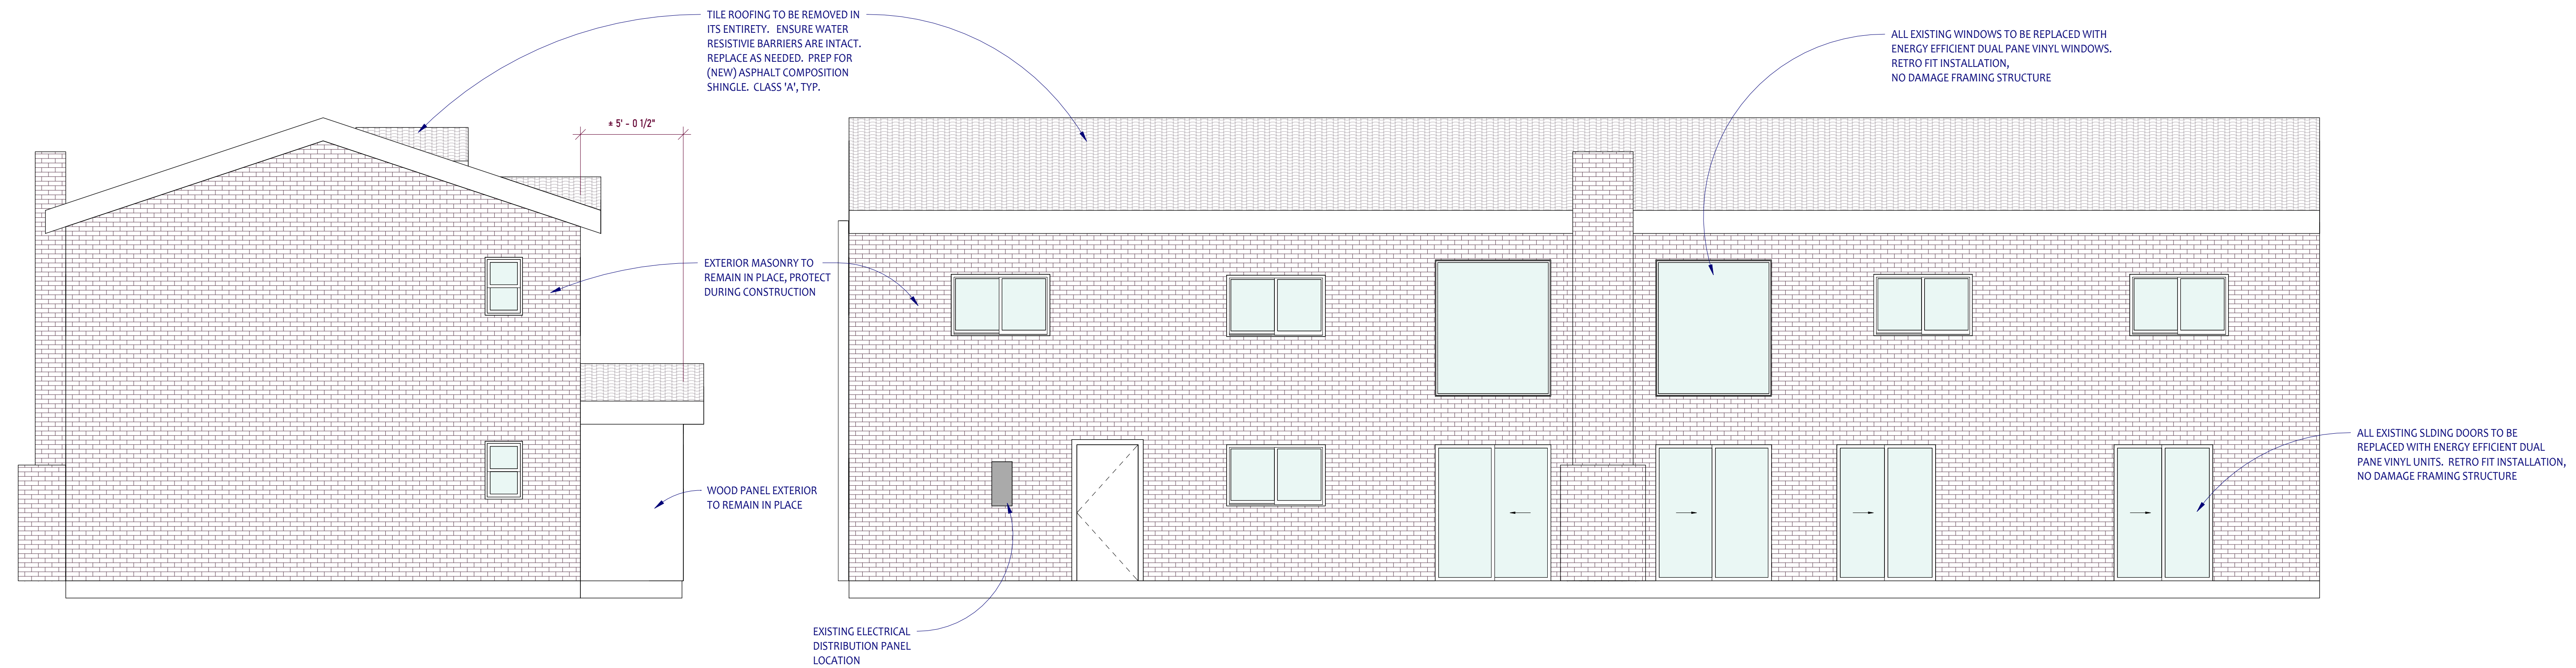 TILE ROOFING TO BE REMOVED IN
ITS ENTIRETY. ENSURE WATER
RESISTIVIE BARRIERS ARE INTACT.
REPLACE AS NEEDED. PREP FOR
(NEW) ASPHALT COMPOSITION
SHINGLE. CLASS 'A', TYP.
ALL EXISTING WINDOWS TO BE REPLACED WITH
ENERGY EFFICIENT DUAL PANE VINYL WINDOWS.
RETRO FIT INSTALLATION,
NO DAMAGE FRAMING STRUCTURE
± 5' - 0 1/2"
EXTERIOR MASONRY TO
REMAIN IN PLACE, PROTECT
DURING CONSTRUCTION
ALL EXISTING SLDING DOORS TO BE
REPLACED WITH ENERGY EFFICIENT DUAL
PANE VINYL UNITS. RETRO FIT INSTALLATION,
NO DAMAGE FRAMING STRUCTURE
WOOD PANEL EXTERIOR
TO REMAIN IN PLACE
EXISTING ELECTRICAL
DISTRIBUTION PANEL
LOCATION